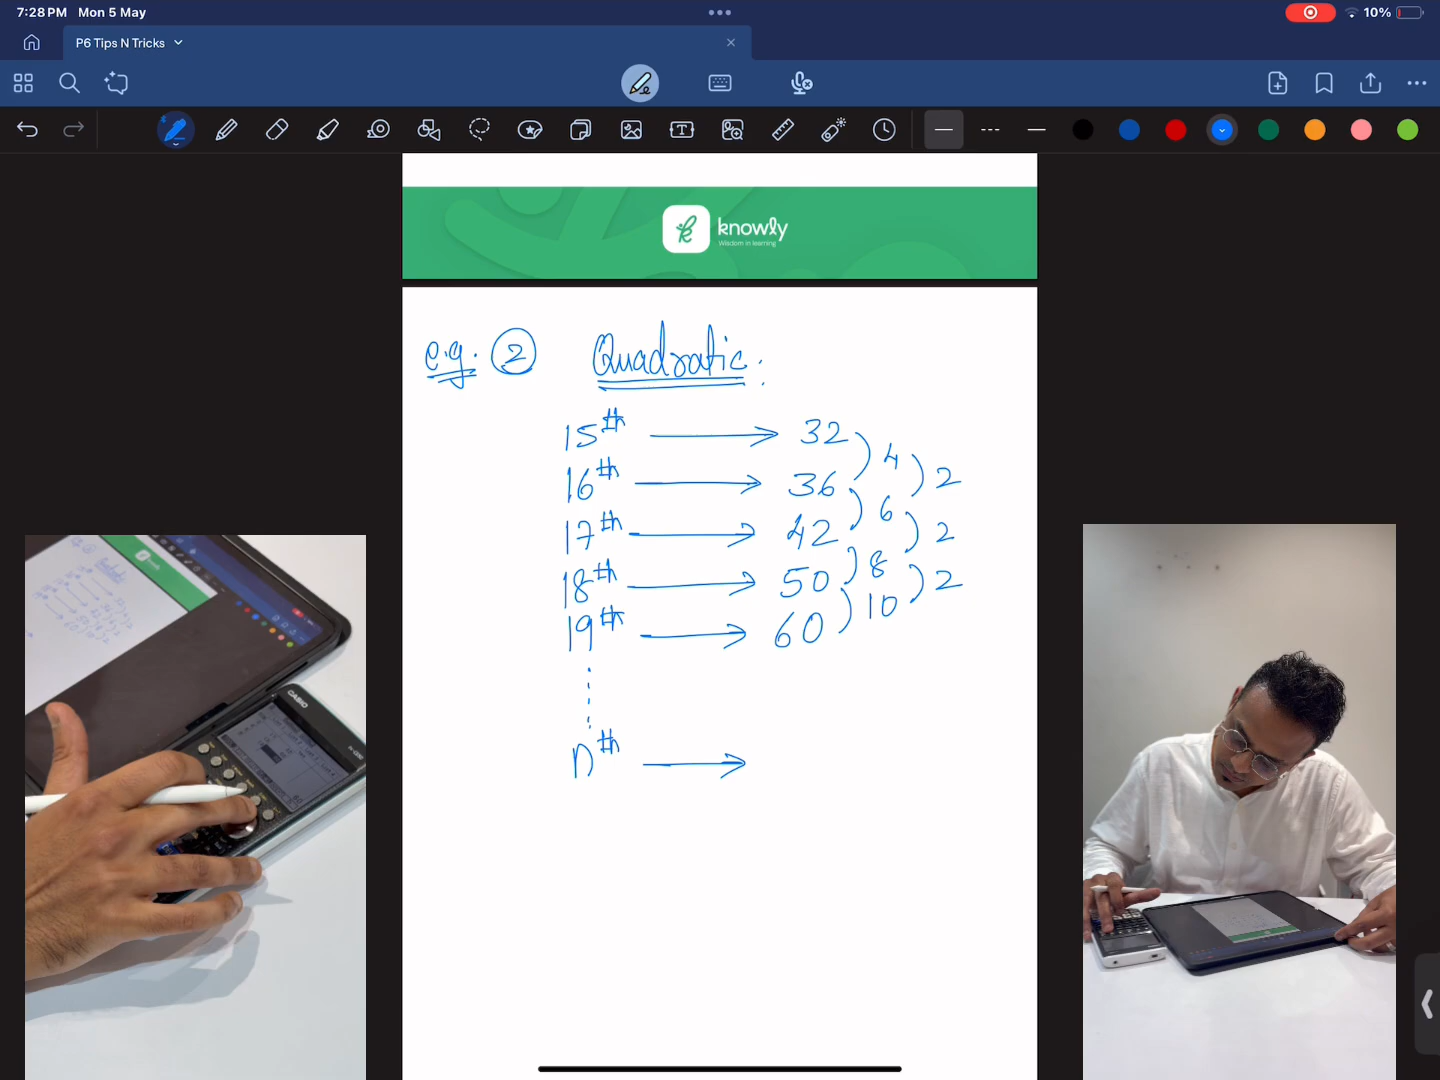 7:28 PM Mon 5 May
10%
P6 Tips N Tricks
knowly
Wisdom in learning
e.g. 2 Quadratic:
15th → 32
4
2
16th → 36
6
17th → 42
2
8
18th → 50
2
10
19th → 60
nth →
CASIO